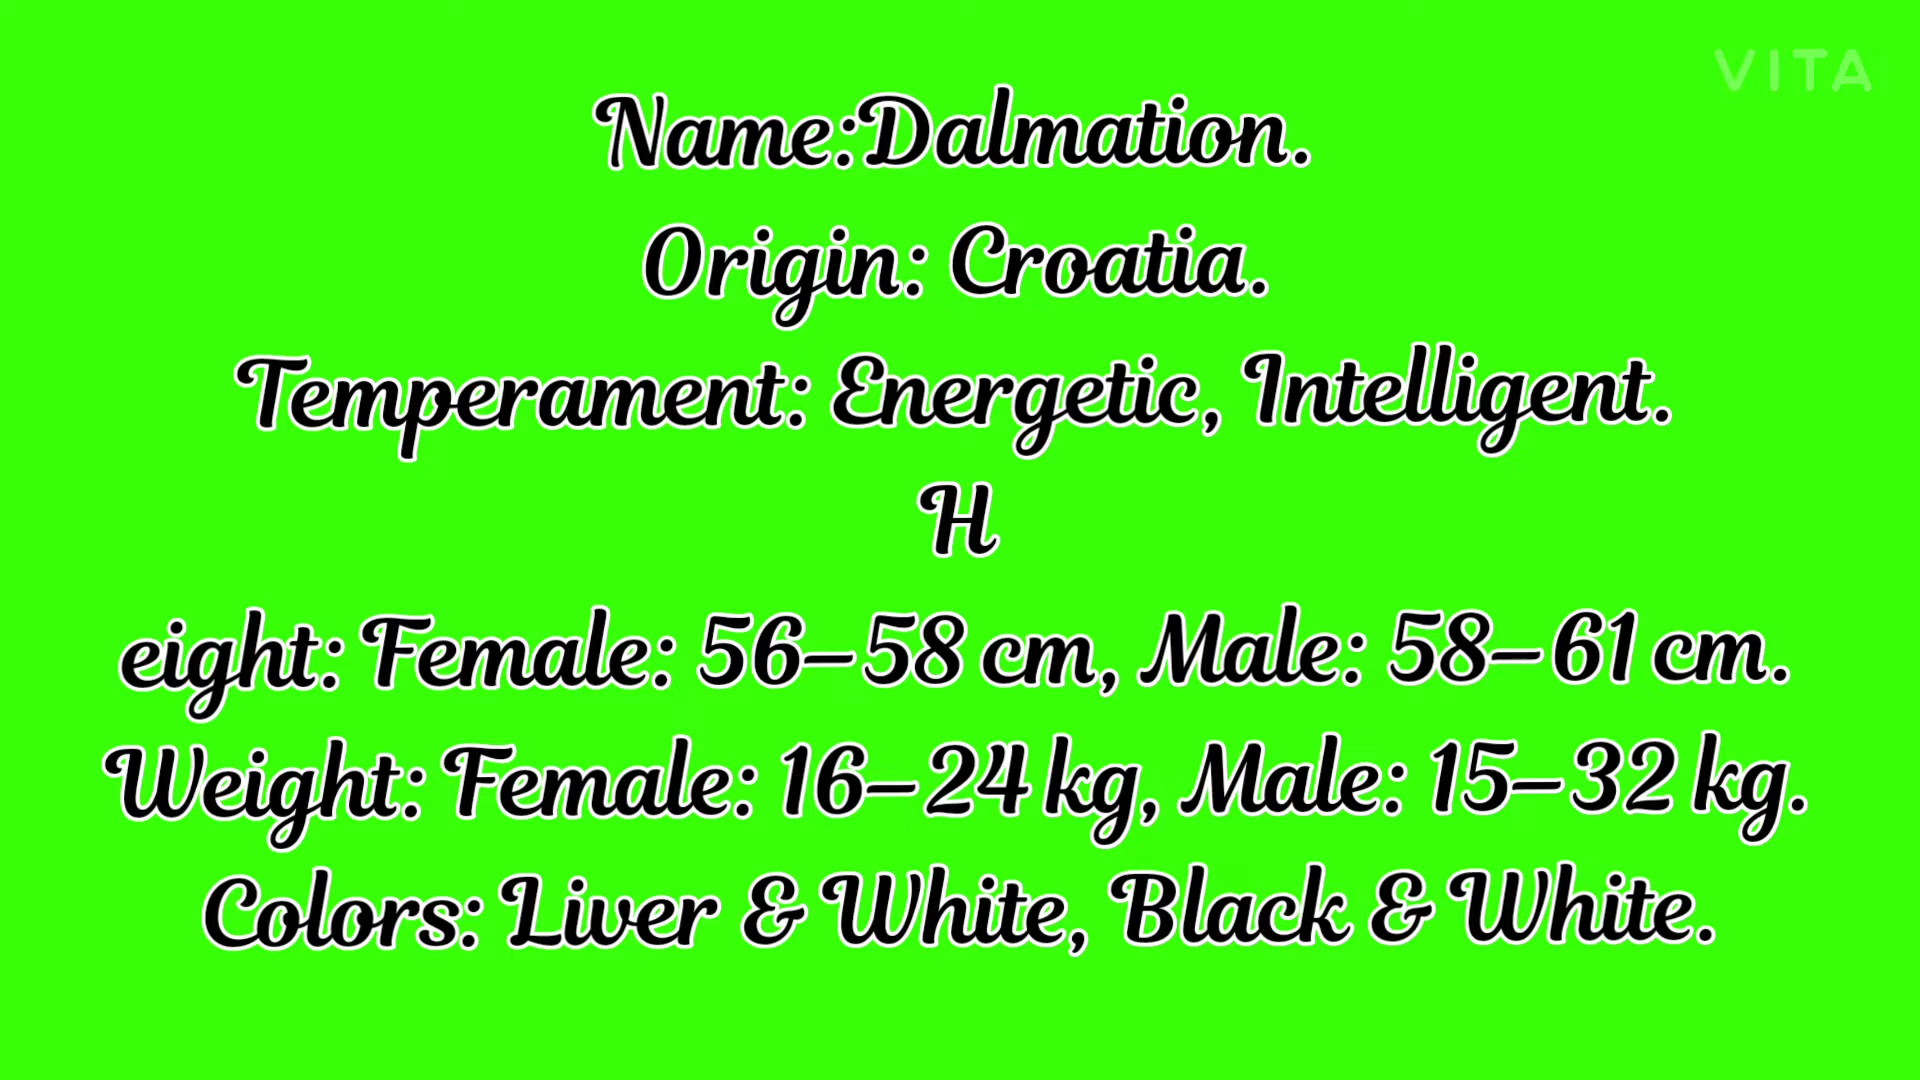 VITA
Name:Dalmation.
Origin: Croatia.
Temperament: Energetic, Intelligent.
H
eight: Female: 56–58 cm, Male: 58–61 cm.
Weight: Female: 16–24 kg, Male: 15–32 kg.
Colors: Liver & White, Black & White.